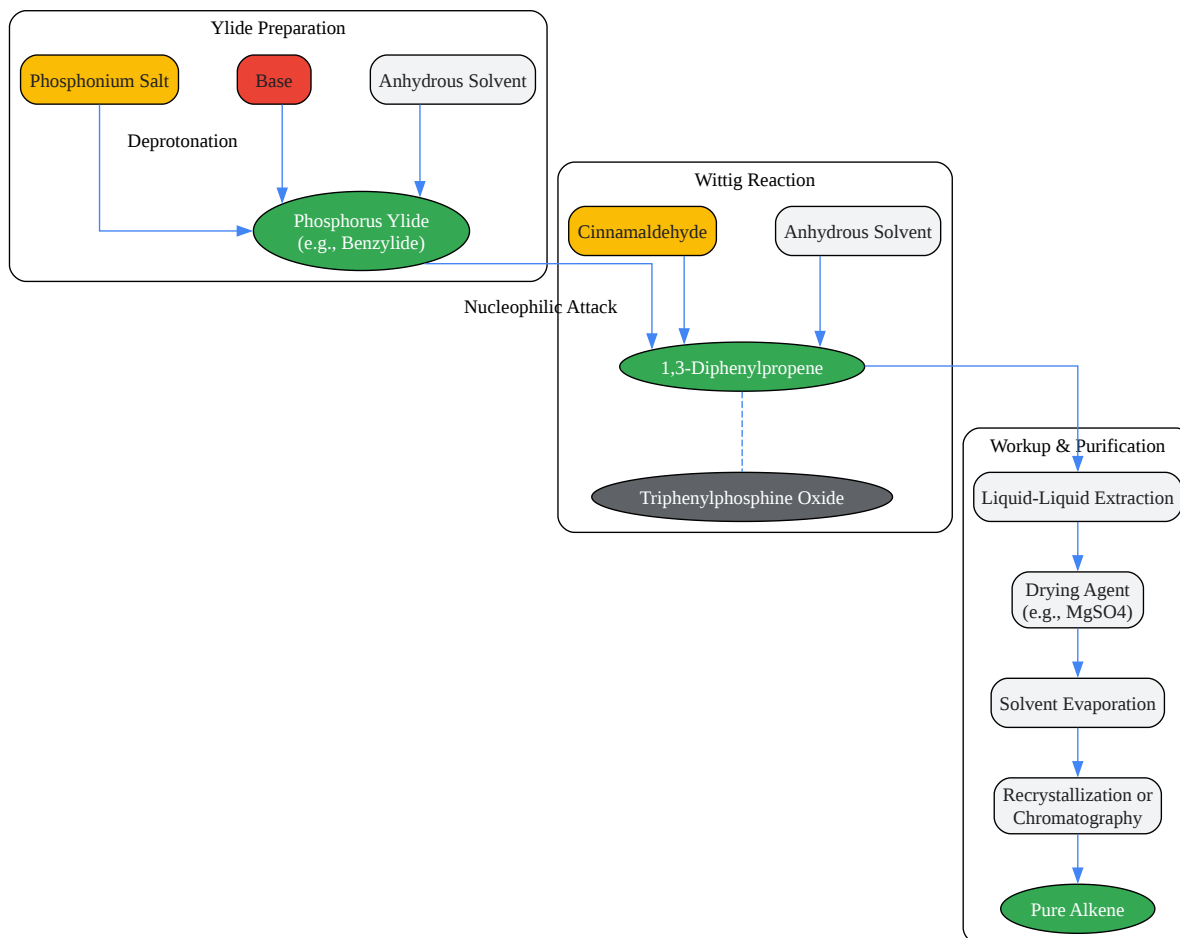 Ylide Preparation
Phosphonium Salt
Base
Anhydrous Solvent
Deprotonation
Phosphorus Ylide
(e.g., Benzylide)
Wittig Reaction
Cinnamaldehyde
Anhydrous Solvent
Nucleophilic Attack
1,3-Diphenylpropene
Triphenylphosphine Oxide
Workup & Purification
Liquid-Liquid Extraction
Drying Agent
(e.g., MgSO4)
Solvent Evaporation
Recrystallization or
Chromatography
Pure Alkene